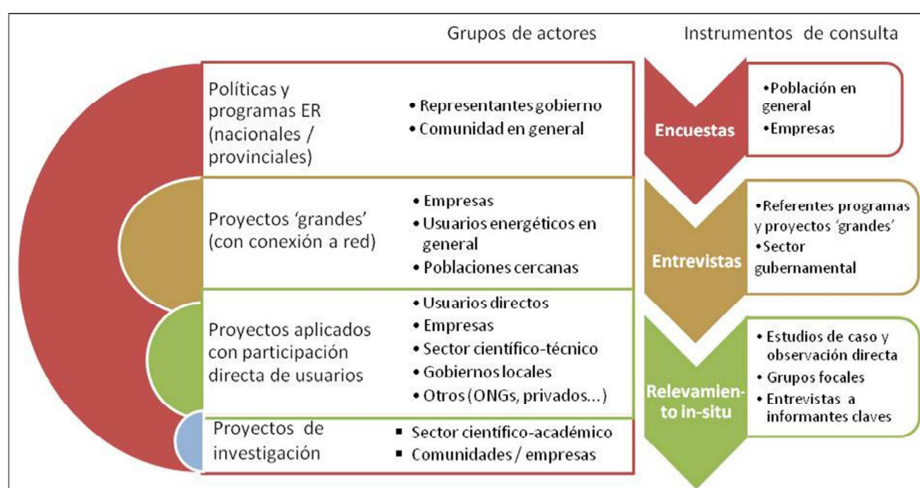 Grupos de actores
Instrumentos de consulta
Políticas y
programas ER
(nacionales /
provinciales)
• Representantes gobierno
• Comunidad en general
Proyectos 'grandes'
(con conexión a red)
• Empresas
• Usuarios energéticos en
general
• Poblaciones cercanas
Proyectos aplicados
con participación
directa de usuarios
• Usuarios directos
• Empresas
• Sector científico-técnico
• Gobiernos locales
• Otros (ONGs, privados...)
Proyectos de
investigación
▪ Sector científico-académico
▪ Comunidades / empresas
Encuestas
• Población en
general
• Empresas
Entrevistas
• Referentes programas
y proyectos 'grandes'
• Sector
gubernamental
Relevamien-
to in-situ
• Estudios de caso y
observación directa
• Grupos focales
• Entrevistas a
informantes claves